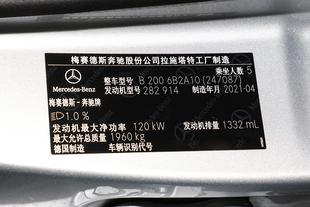 梅赛德斯奔驰股份公司拉施塔特工厂制造
乘坐人数 5
Mercedes-Benz
整车型号 B 200 6B2A10 (247087)
发动机型号 282 914
制造年月 2021-04
梅赛德斯-奔驰牌
1.0 %
发动机最大净功率 120 kW
发动机排量 1332 mL
最大允许总质量 1960 kg
德国制造
车辆识别代号